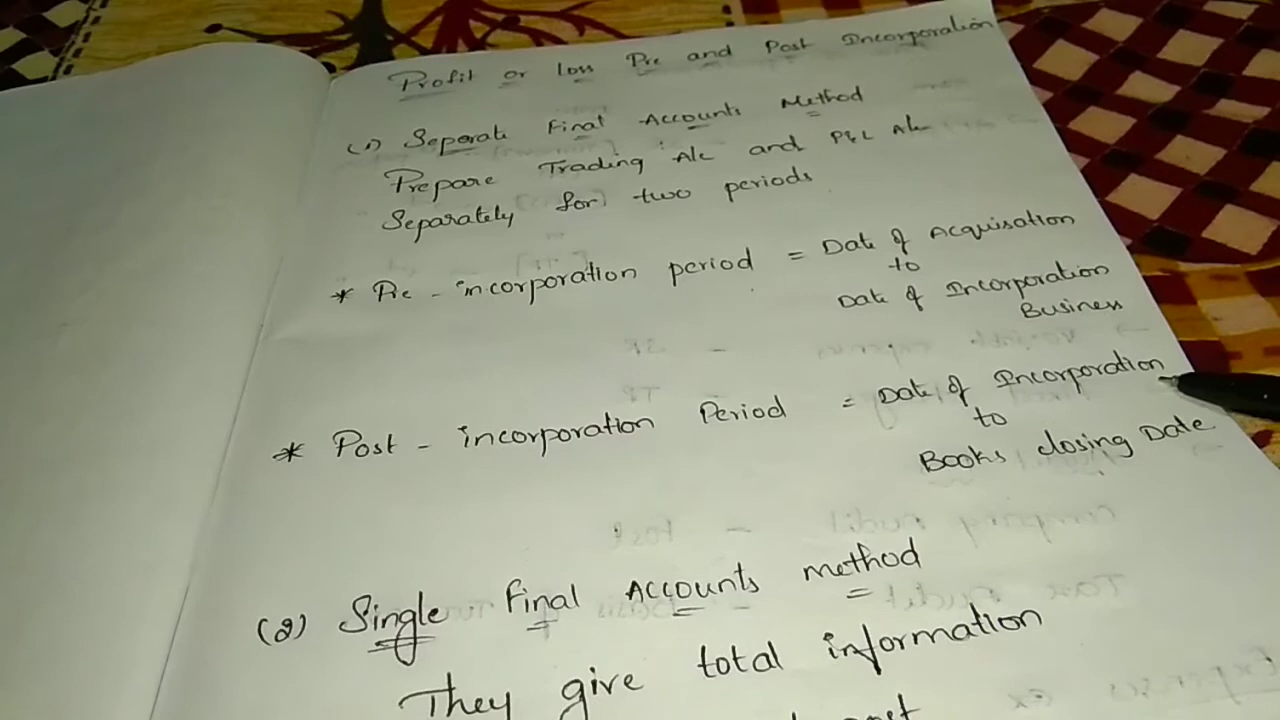 Profit or loss Pre and Post Incorporation
(1) Separate Final Accounts Method
Prepare Trading A/c and P&L A/c
Separately for two periods
* Pre - incorporation period = Date of Acquisation
to
Date of Incorporation
Business
* Post - incorporation Period = Date of Incorporation
to
Books closing Date
(2) Single Final Accounts method
They give total information